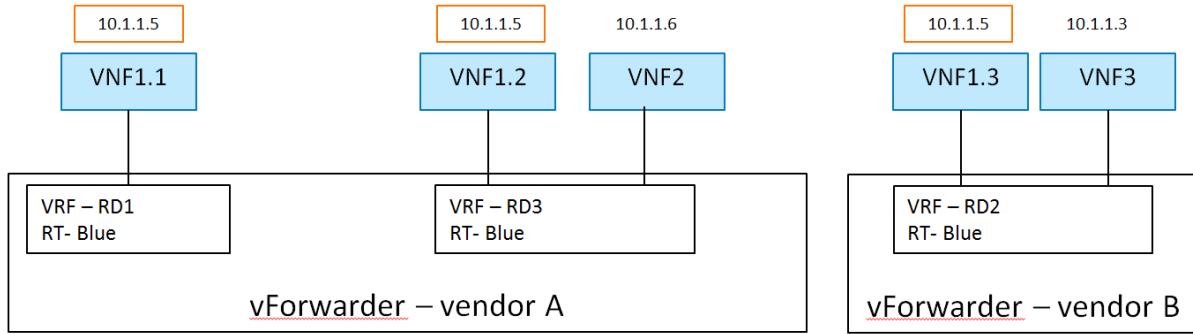 10.1.1.5 10.1.1.5 10.1.1.6 10.1.1.5 10.1.1.3
VNF1.1 VNF1.2 VNF2 VNF1.3 VNF3
VRF – RD1 VRF – RD3 VRF – RD2
RT- Blue RT- Blue RT- Blue
vForwarder – vendor A vForwarder – vendor B